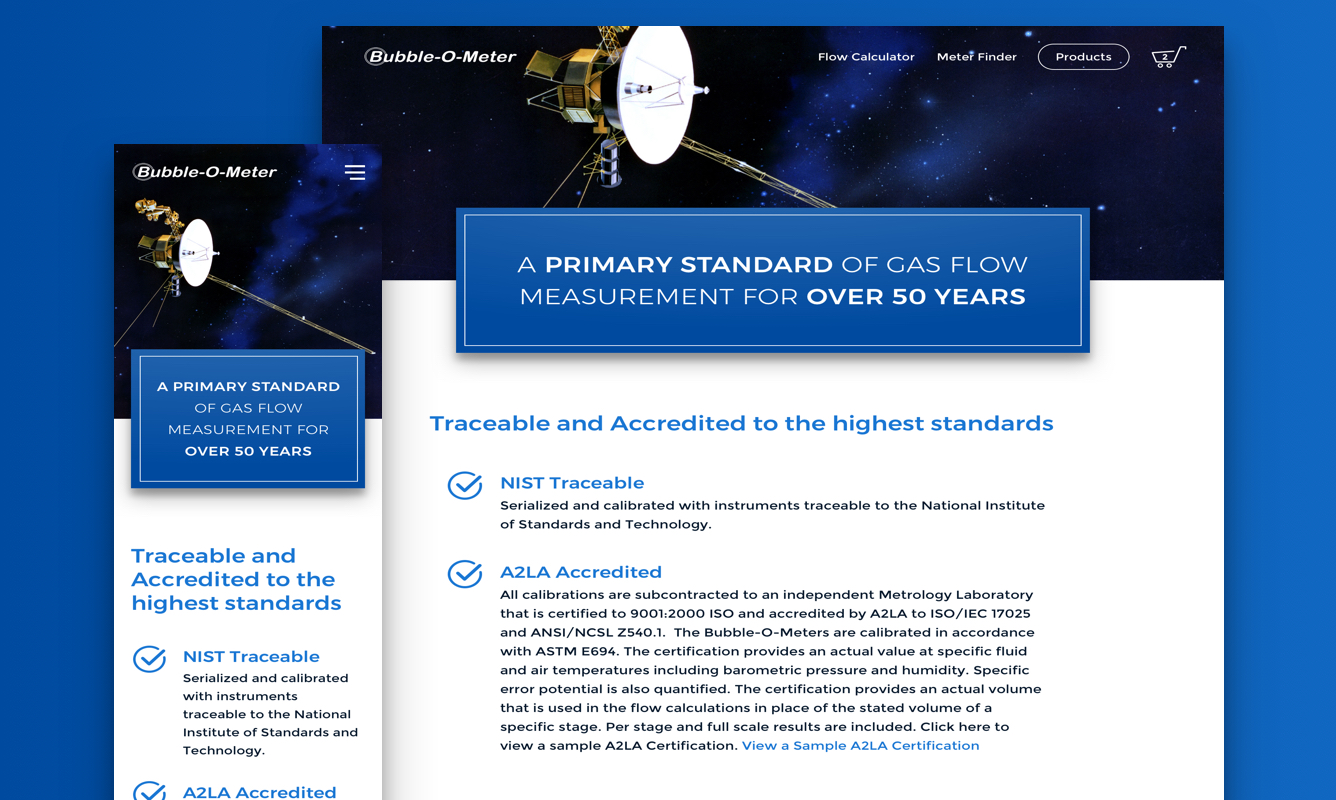 Bubble-O-Meter
Flow Calculator
Meter Finder
Products
2
A PRIMARY STANDARD OF GAS FLOW
MEASUREMENT FOR OVER 50 YEARS
Traceable and Accredited to the highest standards
NIST Traceable
Serialized and calibrated with instruments traceable to the National Institute
of Standards and Technology.
A2LA Accredited
All calibrations are subcontracted to an independent Metrology Laboratory
that is certified to 9001:2000 ISO and accredited by A2LA to ISO/IEC 17025
and ANSI/NCSL Z540.1.  The Bubble-O-Meters are calibrated in accordance
with ASTM E694. The certification provides an actual value at specific fluid
and air temperatures including barometric pressure and humidity. Specific
error potential is also quantified. The certification provides an actual volume
that is used in the flow calculations in place of the stated volume of a
specific stage. Per stage and full scale results are included. Click here to
view a sample A2LA Certification. View a Sample A2LA Certification
Bubble-O-Meter
A PRIMARY STANDARD
OF GAS FLOW
MEASUREMENT FOR
OVER 50 YEARS
Traceable and
Accredited to the
highest standards
NIST Traceable
Serialized and calibrated
with instruments
traceable to the National
Institute of Standards and
Technology.
A2LA Accredited